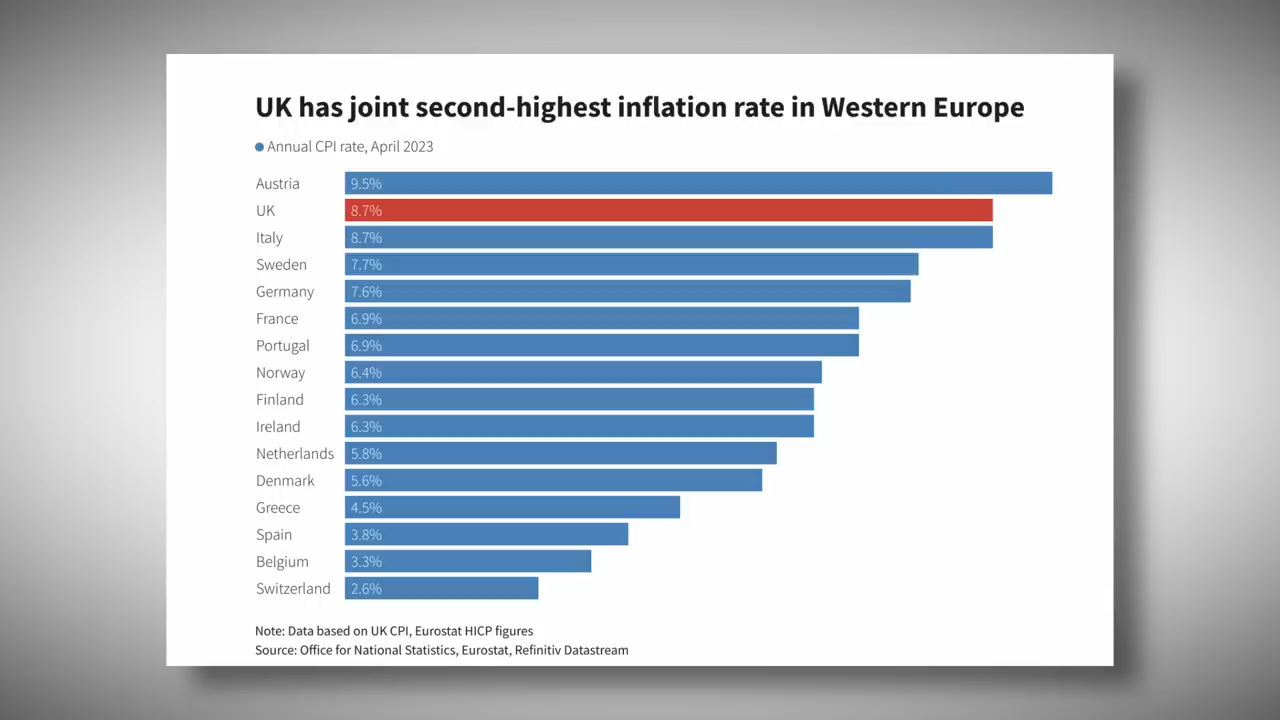 UK has joint second-highest inflation rate in Western Europe
Annual CPI rate, April 2023
Austria 9.5%
UK 8.7%
Italy 8.7%
Sweden 7.7%
Germany 7.6%
France 6.9%
Portugal 6.9%
Norway 6.4%
Finland 6.3%
Ireland 6.3%
Netherlands 5.8%
Denmark 5.6%
Greece 4.5%
Spain 3.8%
Belgium 3.3%
Switzerland 2.6%
Note: Data based on UK CPI, Eurostat HICP figures
Source: Office for National Statistics, Eurostat, Refinitiv Datastream